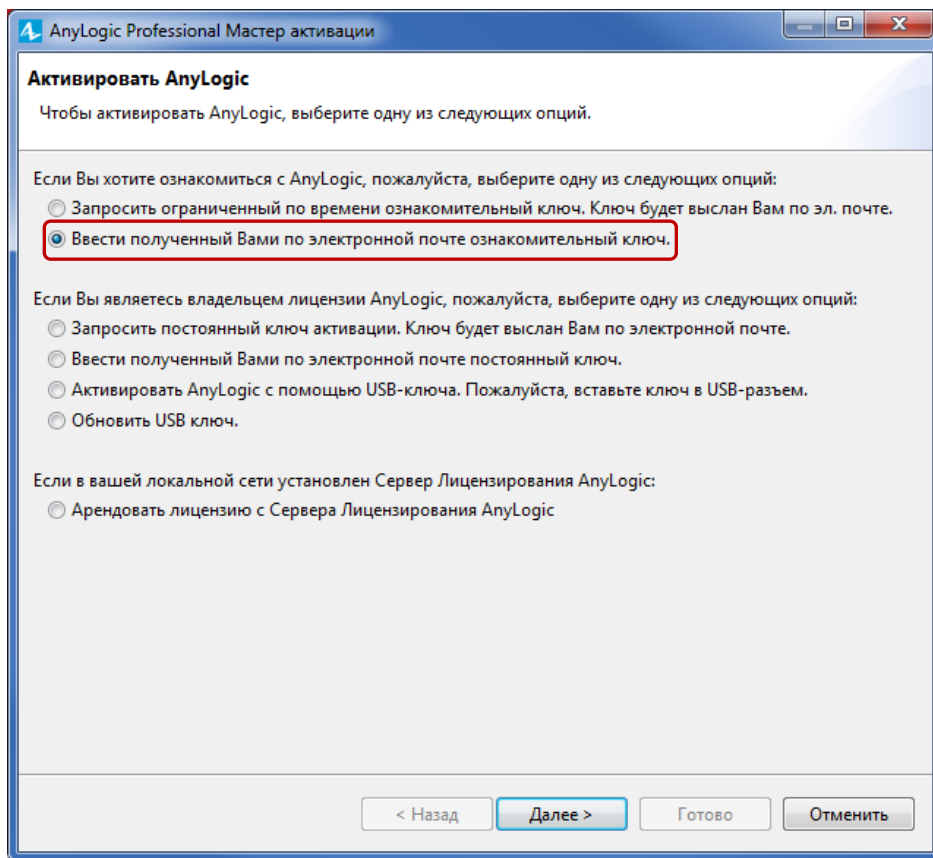 AnyLogic Professional Мастер активации
Активировать AnyLogic
Чтобы активировать AnyLogic, выберите одну из следующих опций.
Если Вы хотите ознакомиться с AnyLogic, пожалуйста, выберите одну из следующих опций:
Запросить ограниченный по времени ознакомительный ключ. Ключ будет выслан Вам по эл. почте.
Ввести полученный Вами по электронной почте ознакомительный ключ.
Если Вы являетесь владельцем лицензии AnyLogic, пожалуйста, выберите одну из следующих опций:
Запросить постоянный ключ активации. Ключ будет выслан Вам по электронной почте.
Ввести полученный Вами по электронной почте постоянный ключ.
Активировать AnyLogic с помощью USB-ключа. Пожалуйста, вставьте ключ в USB-разъем.
Обновить USB ключ.
Если в вашей локальной сети установлен Сервер Лицензирования AnyLogic:
Арендовать лицензию с Сервера Лицензирования AnyLogic
< Назад Далее > Готово Отменить